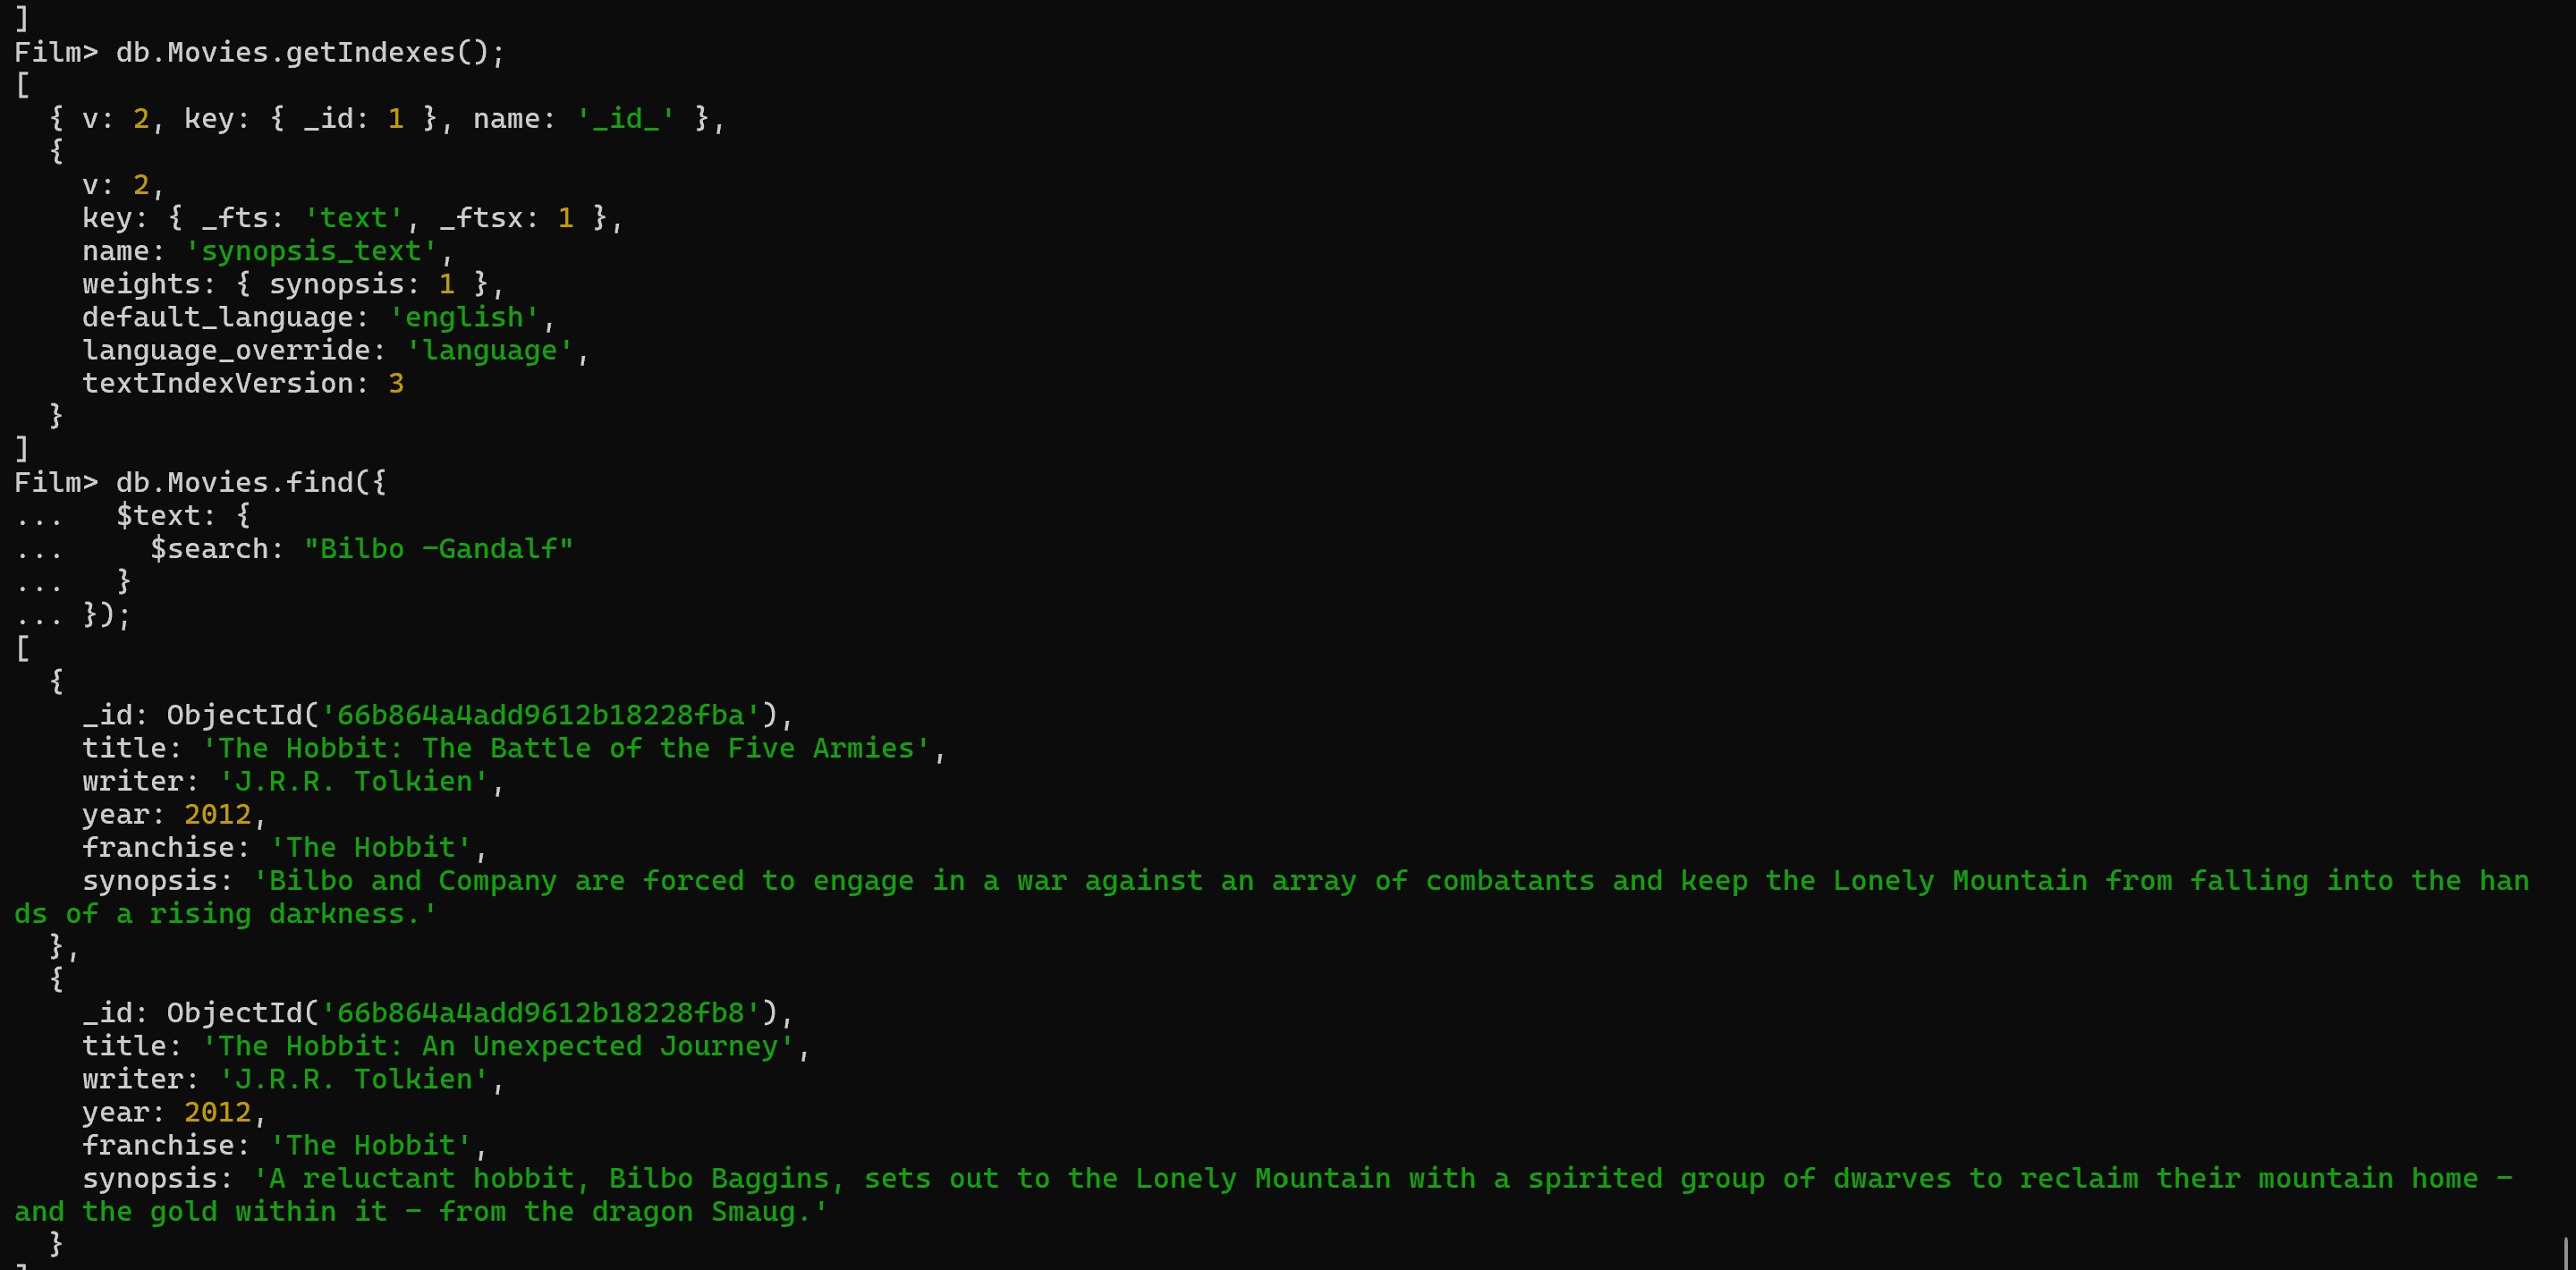 ]
Film> db.Movies.getIndexes();
[
  { v: 2, key: { _id: 1 }, name: '_id_' },
  {
    v: 2,
    key: { _fts: 'text', _ftsx: 1 },
    name: 'synopsis_text',
    weights: { synopsis: 1 },
    default_language: 'english',
    language_override: 'language',
    textIndexVersion: 3
  }
]
Film> db.Movies.find({
...   $text: {
...     $search: "Bilbo -Gandalf"
...   }
... });
[
  {
    _id: ObjectId('66b864a4add9612b18228fba'),
    title: 'The Hobbit: The Battle of the Five Armies',
    writer: 'J.R.R. Tolkien',
    year: 2012,
    franchise: 'The Hobbit',
    synopsis: 'Bilbo and Company are forced to engage in a war against an array of combatants and keep the Lonely Mountain from falling into the han
ds of a rising darkness.'
  },
  {
    _id: ObjectId('66b864a4add9612b18228fb8'),
    title: 'The Hobbit: An Unexpected Journey',
    writer: 'J.R.R. Tolkien',
    year: 2012,
    franchise: 'The Hobbit',
    synopsis: 'A reluctant hobbit, Bilbo Baggins, sets out to the Lonely Mountain with a spirited group of dwarves to reclaim their mountain home -
and the gold within it - from the dragon Smaug.'
  }
]